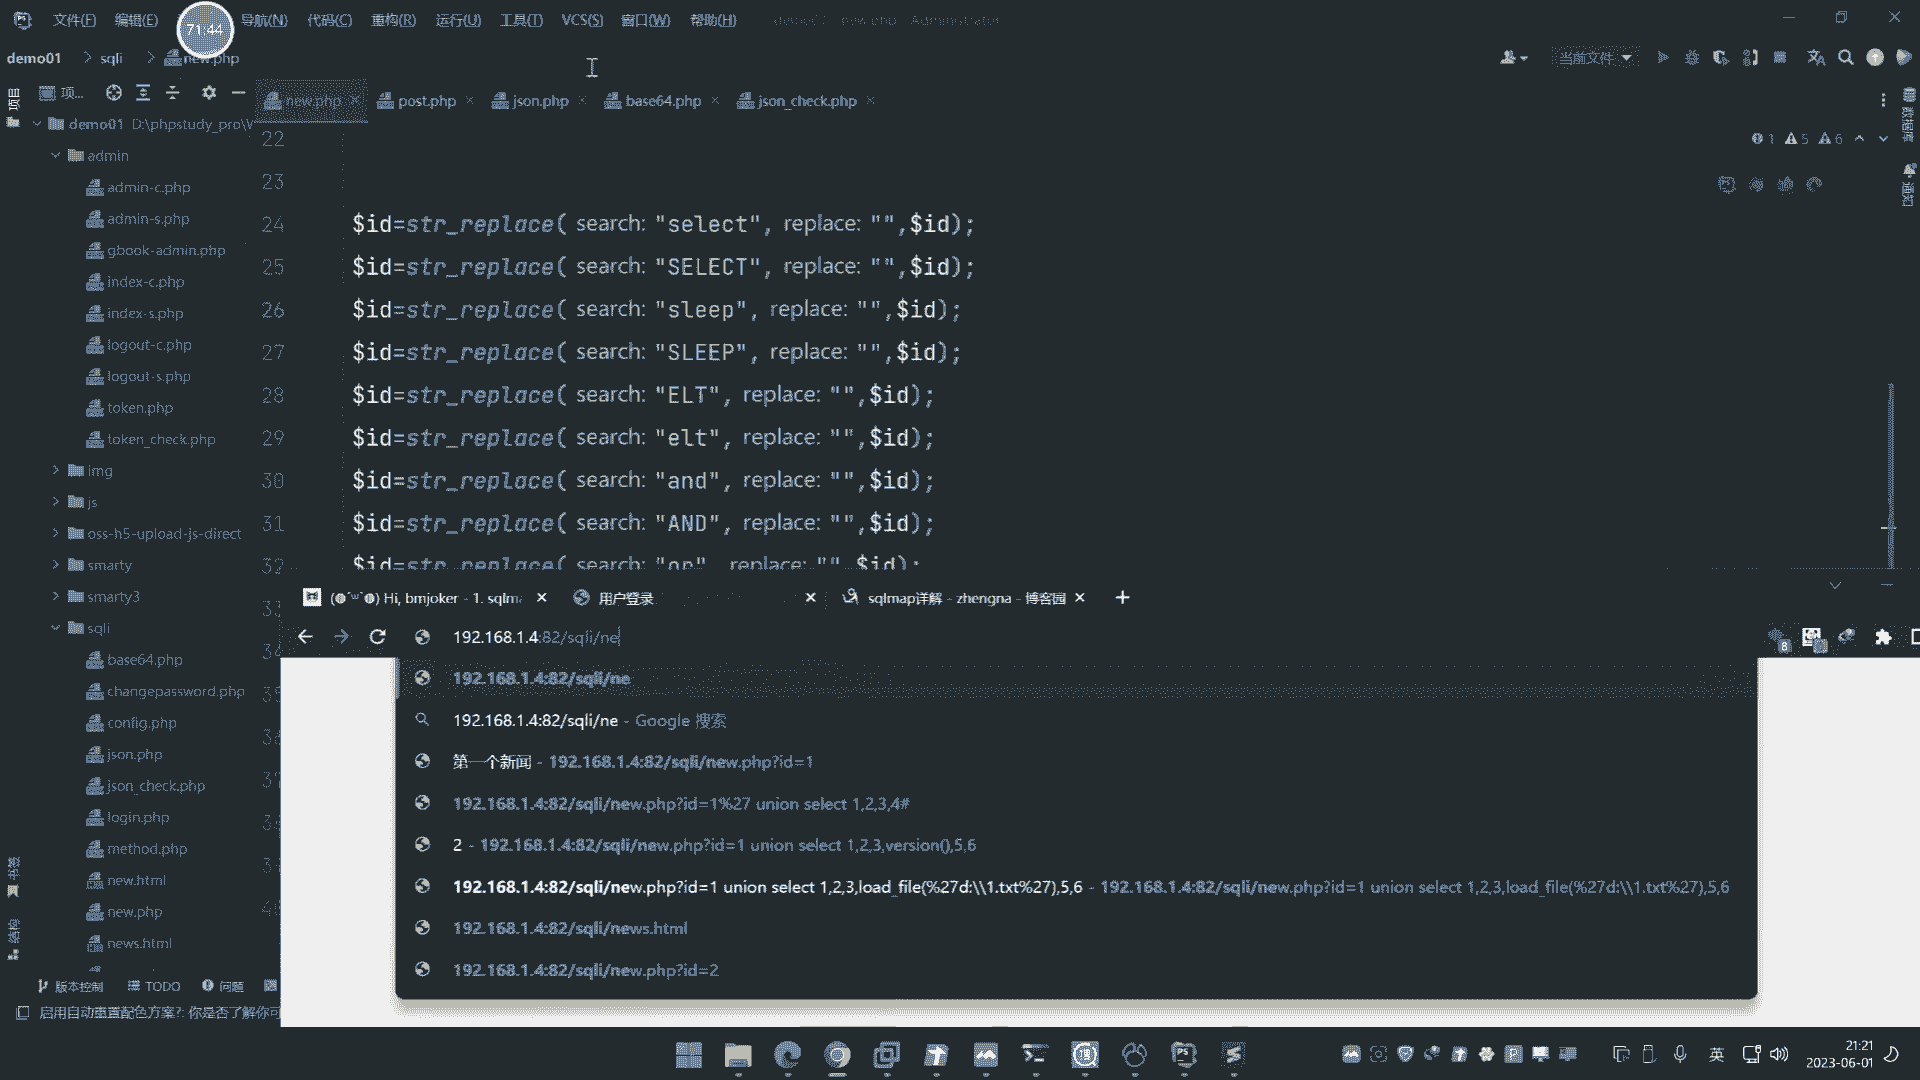 文件(F) 编辑(E) 导航(N) 代码(C) 重构(R) 运行(U) 工具(T) VCS(S) 窗口(W) 帮助(H) new.php Administrator
71:44
demo01 sqli new.php
当前文件
项目
项...
new.php post.php json.php base64.php json_check.php
数据库
通知
1 5 6
demo01 D:\phpstudy_pro\V
admin
admin-c.php
admin-s.php
gbook-admin.php
index-c.php
index-s.php
logout-c.php
logout-s.php
token.php
token_check.php
img
js
oss-h5-upload-js-direct
smarty
smarty3
sqli
base64.php
changepassword.php
config.php
json.php
json_check.php
login.php
method.php
new.html
new.php
news.html
22
23
24 $id=str_replace( search: "select", replace: "",$id);
25 $id=str_replace( search: "SELECT", replace: "",$id);
26 $id=str_replace( search: "sleep", replace: "",$id);
27 $id=str_replace( search: "SLEEP", replace: "",$id);
28 $id=str_replace( search: "ELT", replace: "",$id);
29 $id=str_replace( search: "elt", replace: "",$id);
30 $id=str_replace( search: "and", replace: "",$id);
31 $id=str_replace( search: "AND", replace: "",$id);
32 $id=str_replace( search: "or", replace: "",$id);
(◍´꒳`◍) Hi, bmjoker - 1. sqlm 用户登录 sqlmap详解 - zhengna - 博客园
192.168.1.4:82/sqli/ne
192.168.1.4:82/sqli/ne
192.168.1.4:82/sqli/ne - Google 搜索
第一个新闻 - 192.168.1.4:82/sqli/new.php?id=1
192.168.1.4:82/sqli/new.php?id=1%27 union select 1,2,3,4#
2 - 192.168.1.4:82/sqli/new.php?id=1 union select 1,2,3,version(),5,6
192.168.1.4:82/sqli/new.php?id=1 union select 1,2,3,load_file(%27d:\\1.txt%27),5,6 - 192.168.1.4:82/sqli/new.php?id=1 union select 1,2,3,load_file(%27d:\\1.txt%27),5,6
192.168.1.4:82/sqli/news.html
192.168.1.4:82/sqli/new.php?id=2
书签
结构
版本控制 TODO 问题
启用自动重置配色方案?: 你是否了解你可
英
21:21
2023-06-01